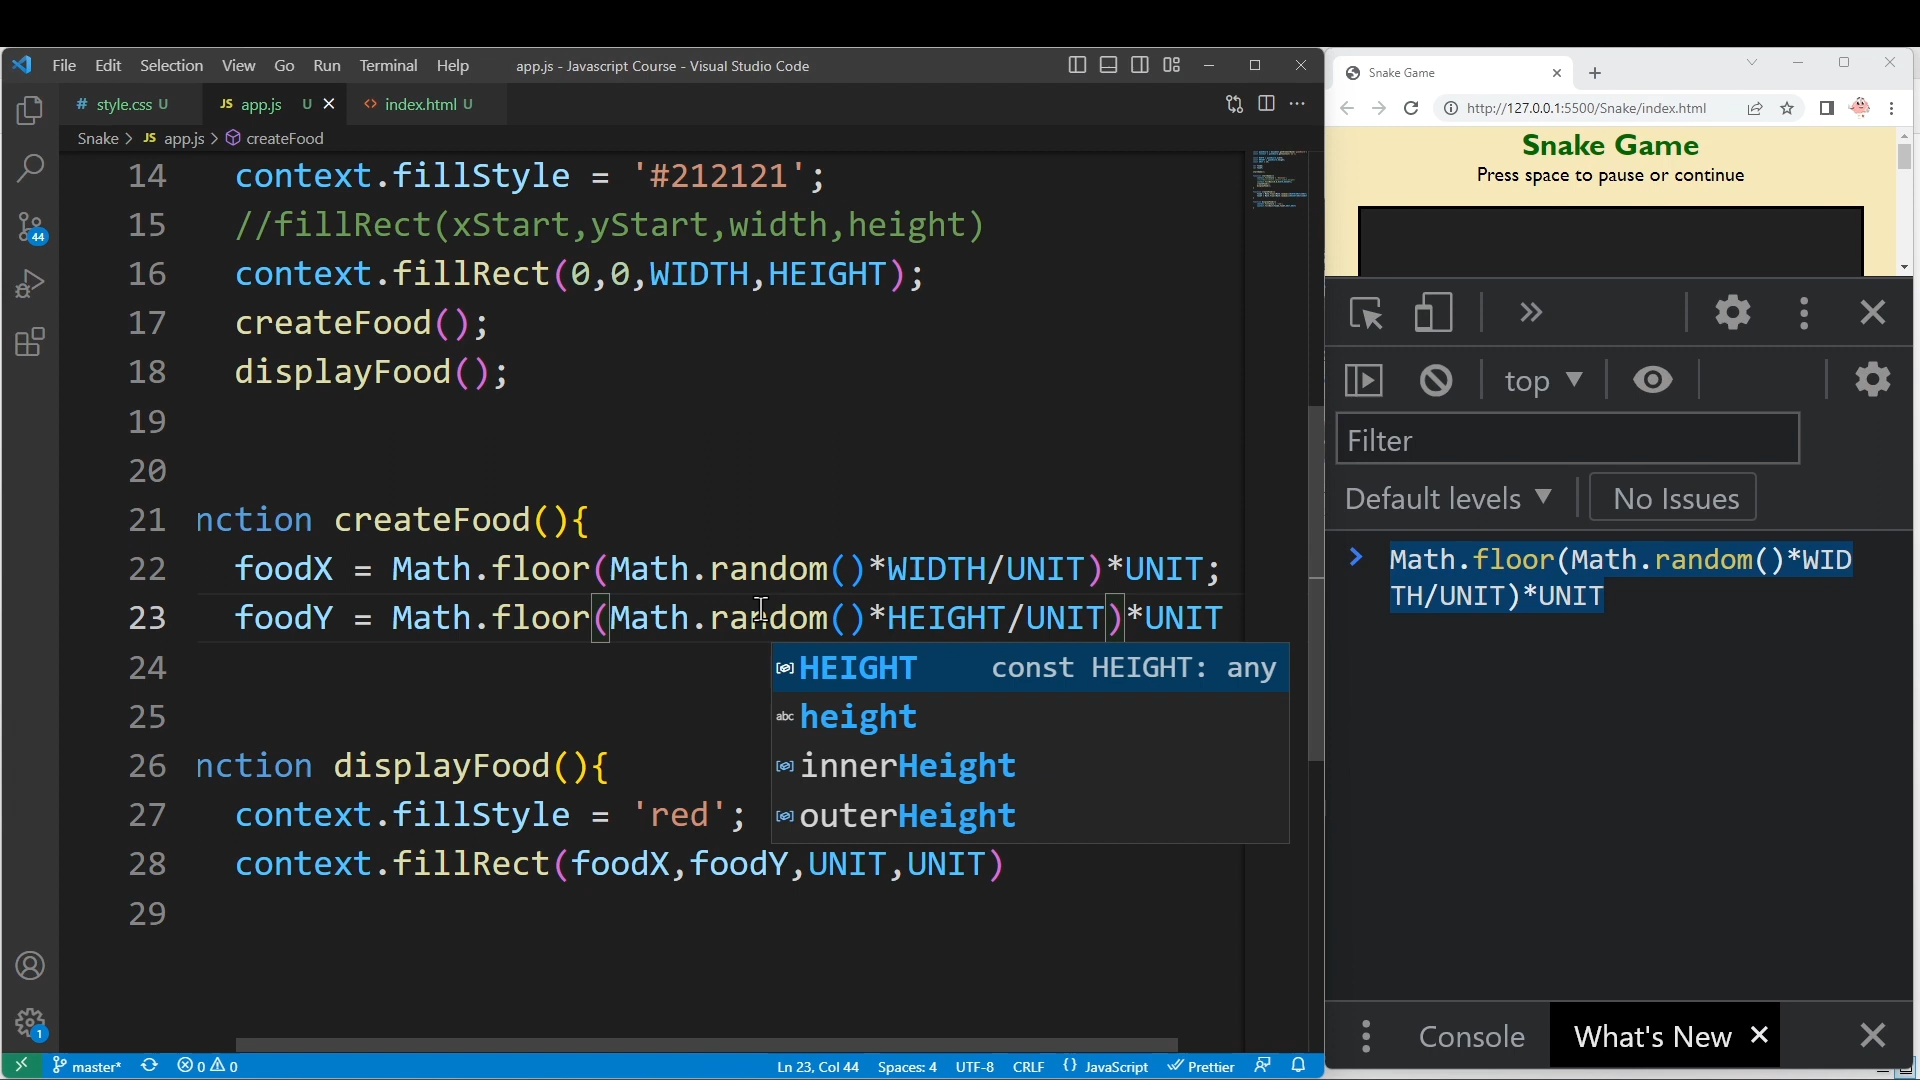 File Edit Selection View Go Run Terminal Help app.js - Javascript Course - Visual Studio Code
# style.css U JS app.js U <> index.html U
Snake > JS app.js > createFood
14 context.fillStyle = '#212121';
15 //fillRect(xStart,yStart,width,height)
16 context.fillRect(0,0,WIDTH,HEIGHT);
17 createFood();
18 displayFood();
19
20
21 nction createFood(){
22 foodX = Math.floor(Math.random()*WIDTH/UNIT)*UNIT;
23 foodY = Math.floor(Math.random()*HEIGHT/UNIT)*UNIT
24
25
26 nction displayFood(){
27 context.fillStyle = 'red';
28 context.fillRect(foodX,foodY,UNIT,UNIT)
29
HEIGHT const HEIGHT: any
abc height
innerHeight
outerHeight
44
1
master* 0 0 Ln 23, Col 44 Spaces: 4 UTF-8 CRLF {} JavaScript Prettier
Snake Game
http://127.0.0.1:5500/Snake/index.html
Snake Game
Press space to pause or continue
top
Filter
Default levels No Issues
> Math.floor(Math.random()*WID
TH/UNIT)*UNIT
Console What's New